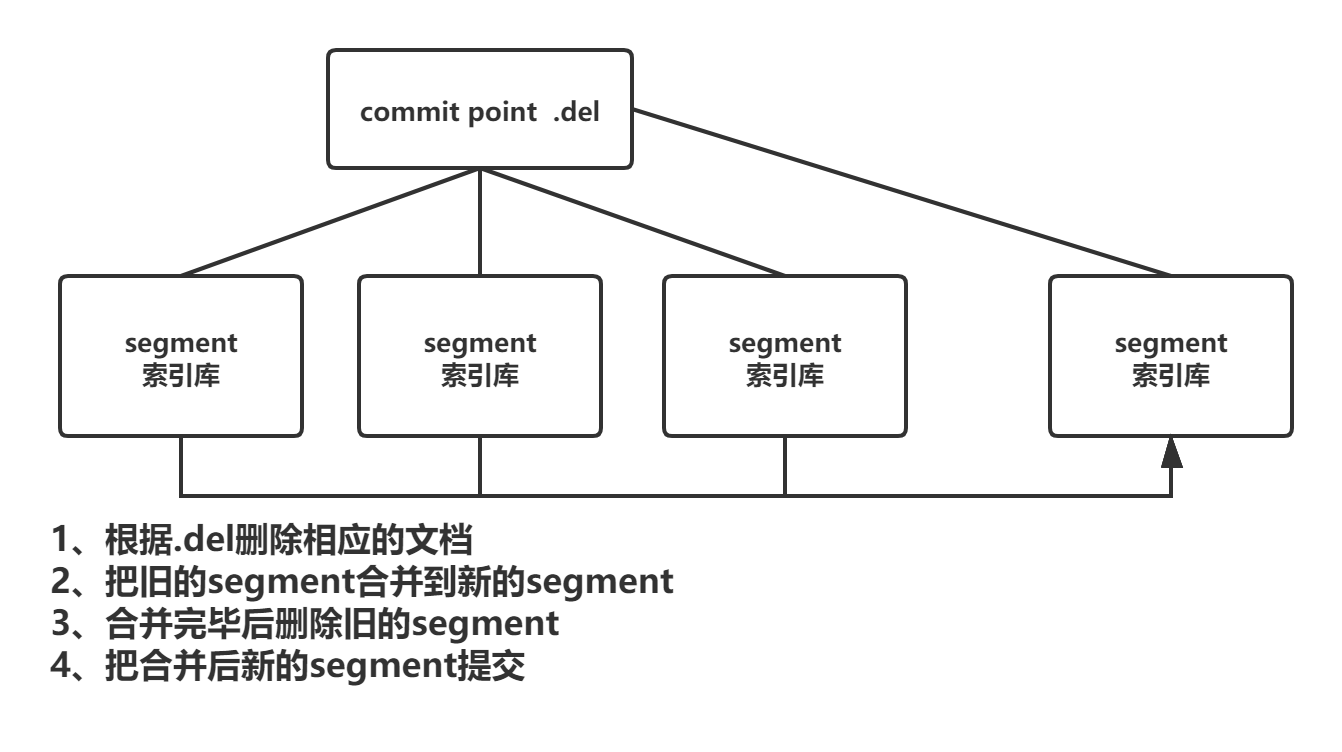 commit point  .del
segment
索引库
segment
索引库
segment
索引库
segment
索引库
1、根据.del删除相应的文档
2、把旧的segment合并到新的segment
3、合并完毕后删除旧的segment
4、把合并后新的segment提交